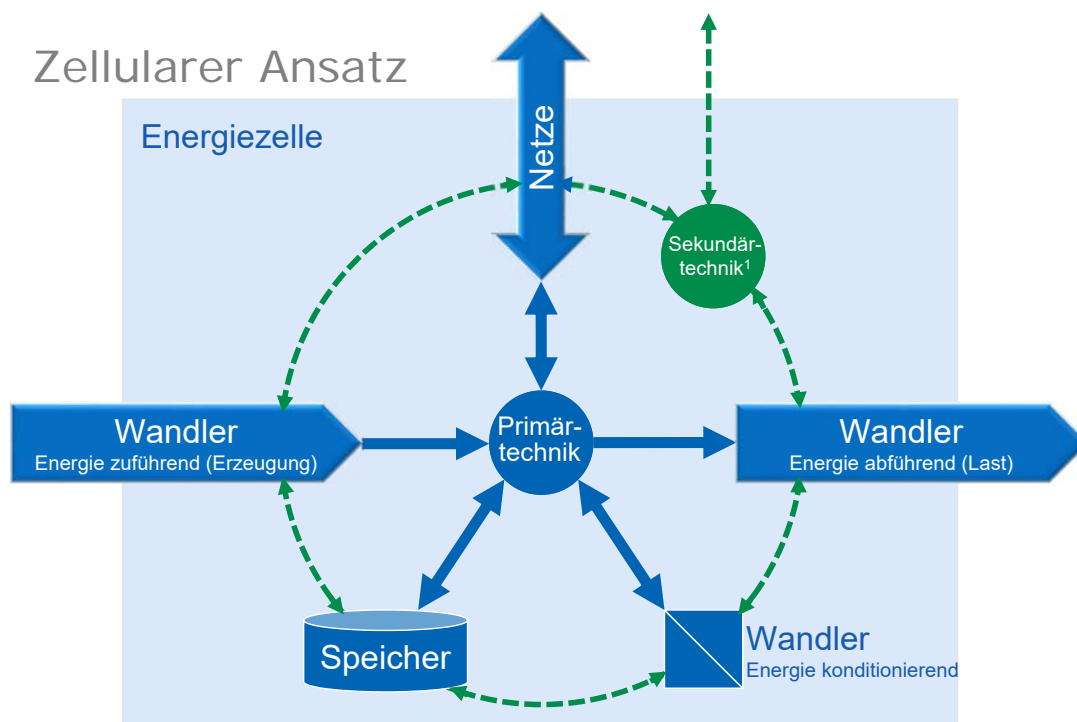 Zellularer Ansatz
Energiezelle
Netze
Sekundär-
technik¹
Wandler
Energie zuführend (Erzeugung)
Primär-
technik
Wandler
Energie abführend (Last)
Speicher
Wandler
Energie konditionierend